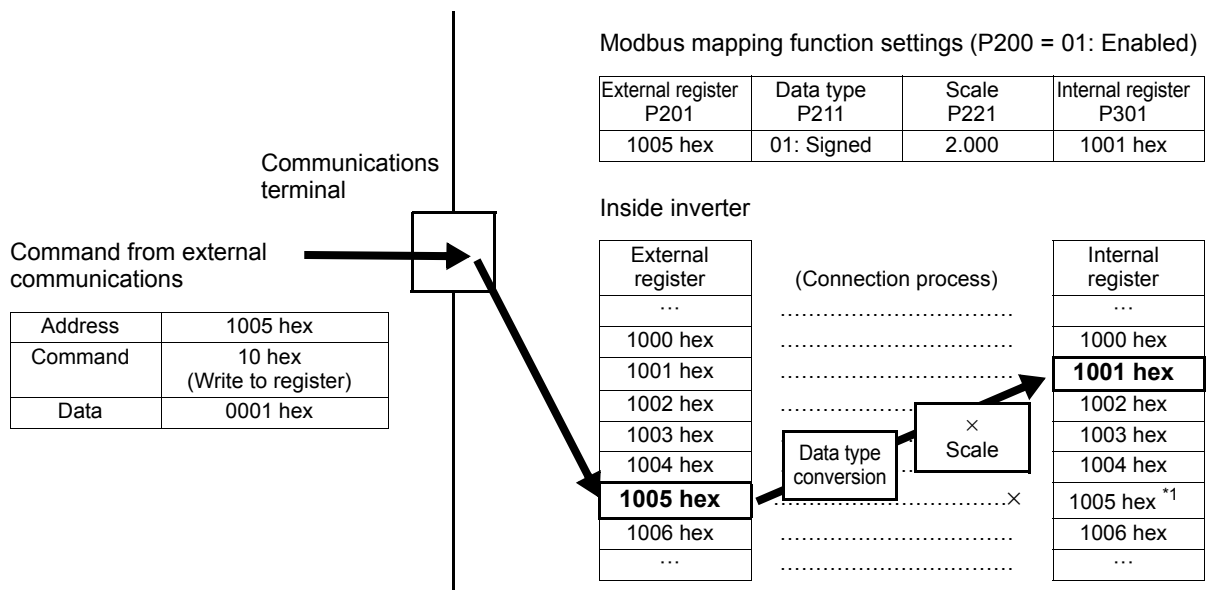 Modbus mapping function settings (P200 = 01: Enabled)
External register Data type Scale Internal register
P201 P211 P221 P301
1005 hex 01: Signed 2.000 1001 hex
Communications
terminal
Command from external
communications
Address 1005 hex
Command 10 hex
(Write to register)
Data 0001 hex
Inside inverter
External
register
(Connection process)
Internal
register
… …………………………… …
1000 hex …………………………… 1000 hex
1001 hex …………………………… 1001 hex
1002 hex …………………………… 1002 hex
1003 hex 1003 hex
1004 hex 1004 hex
1005 hex ……………………………× 1005 hex *1
1006 hex …………………………… 1006 hex
… …………………………… …
Data type
conversion
×
Scale